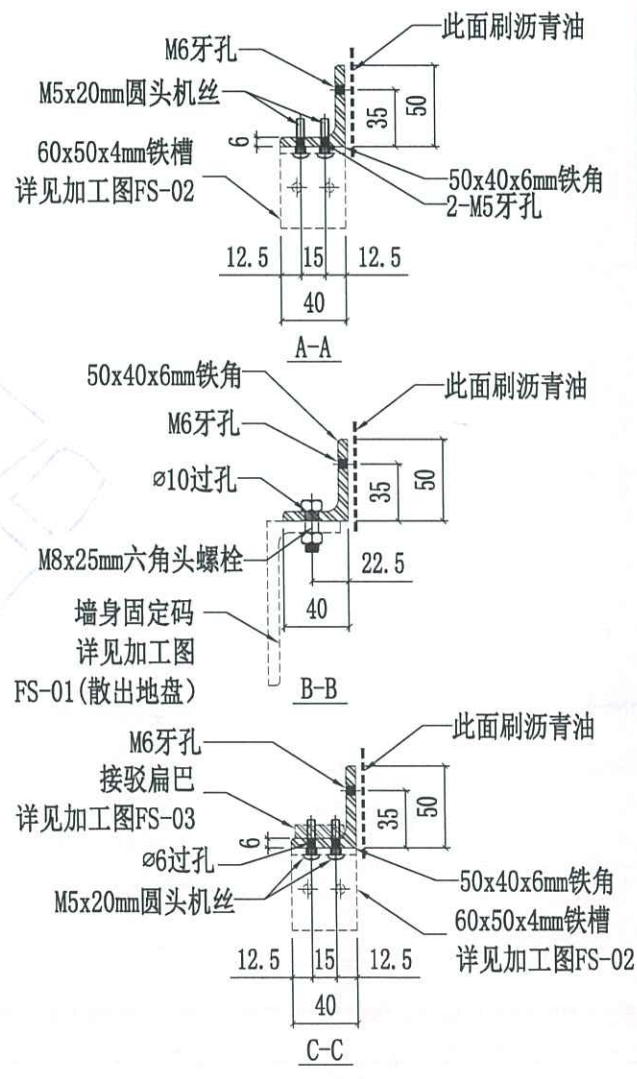 此面刷沥青油
M6牙孔
M5x20mm圆头机丝
6
35
50
60x50x4mm铁槽
详见加工图FS-02
50x40x6mm铁角
2-M5牙孔
12.5
15
12.5
40
A-A
50x40x6mm铁角
此面刷沥青油
M6牙孔
ø10过孔
35
50
M8x25mm六角头螺栓
22.5
40
墙身固定码
详见加工图
FS-01(散出地盘)
B-B
此面刷沥青油
M6牙孔
接驳扁巴
详见加工图FS-03
6
35
50
ø6过孔
M5x20mm圆头机丝
50x40x6mm铁角
60x50x4mm铁槽
详见加工图FS-02
12.5
15
12.5
40
C-C